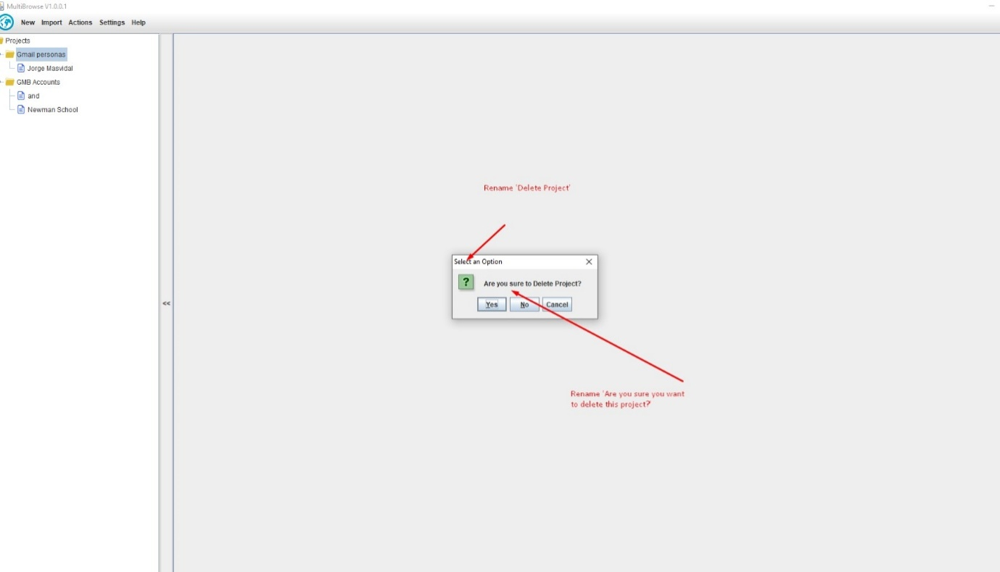 MultiBrowse V1.0.0.1
New Import Actions Settings Help
Projects
Gmail personas
Jorge Masvidal
GMB Accounts
and
Newman School
<<
Rename 'Delete Project'
Select an Option
?
Are you sure to Delete Project?
Yes No Cancel
Rename 'Are you sure you want
to delete this project?'